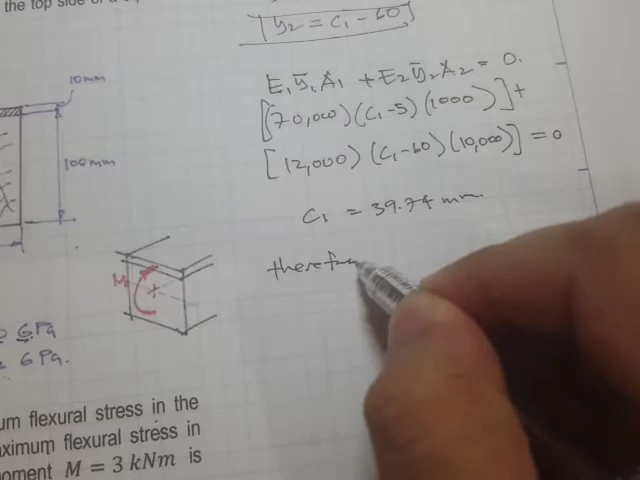 the top side of a
y₂ = c₁ - 60
10mm
E₁ȳ₁A₁ + E₂ȳ₂A₂ = 0.
[(70,000)(c₁-5)(1000)]+
100mm
[12,000)(c₁-60)(10,000)] = 0
c₁ = 39.74 mm
M
GPa
GPa.
um flexural stress in the
aximum flexural stress in
oment M = 3 kNm is